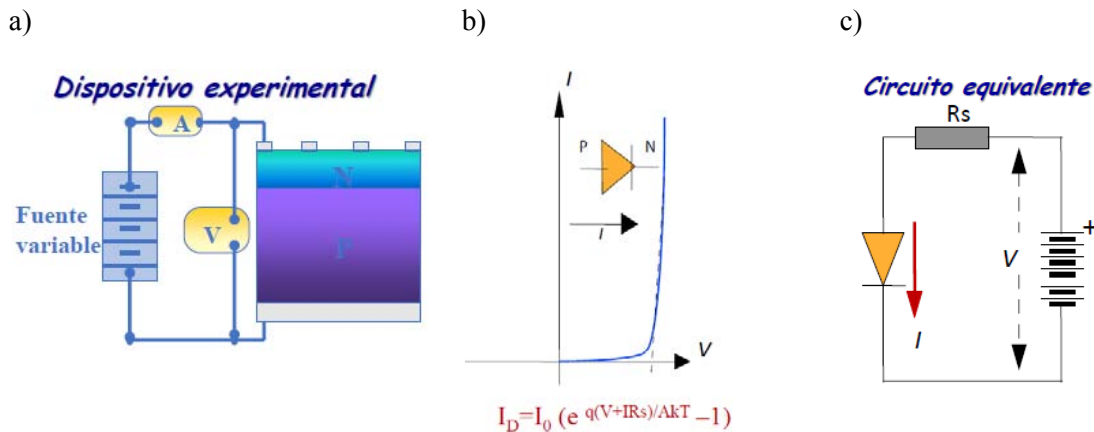 a)
b)
c)
Dispositivo experimental
A
N
Fuente
variable
V
P
I
P
N
I
V
I_D=I_0 (e^{q(V+IRs)/AkT} −1)
Circuito equivalente
Rs
+
V
I